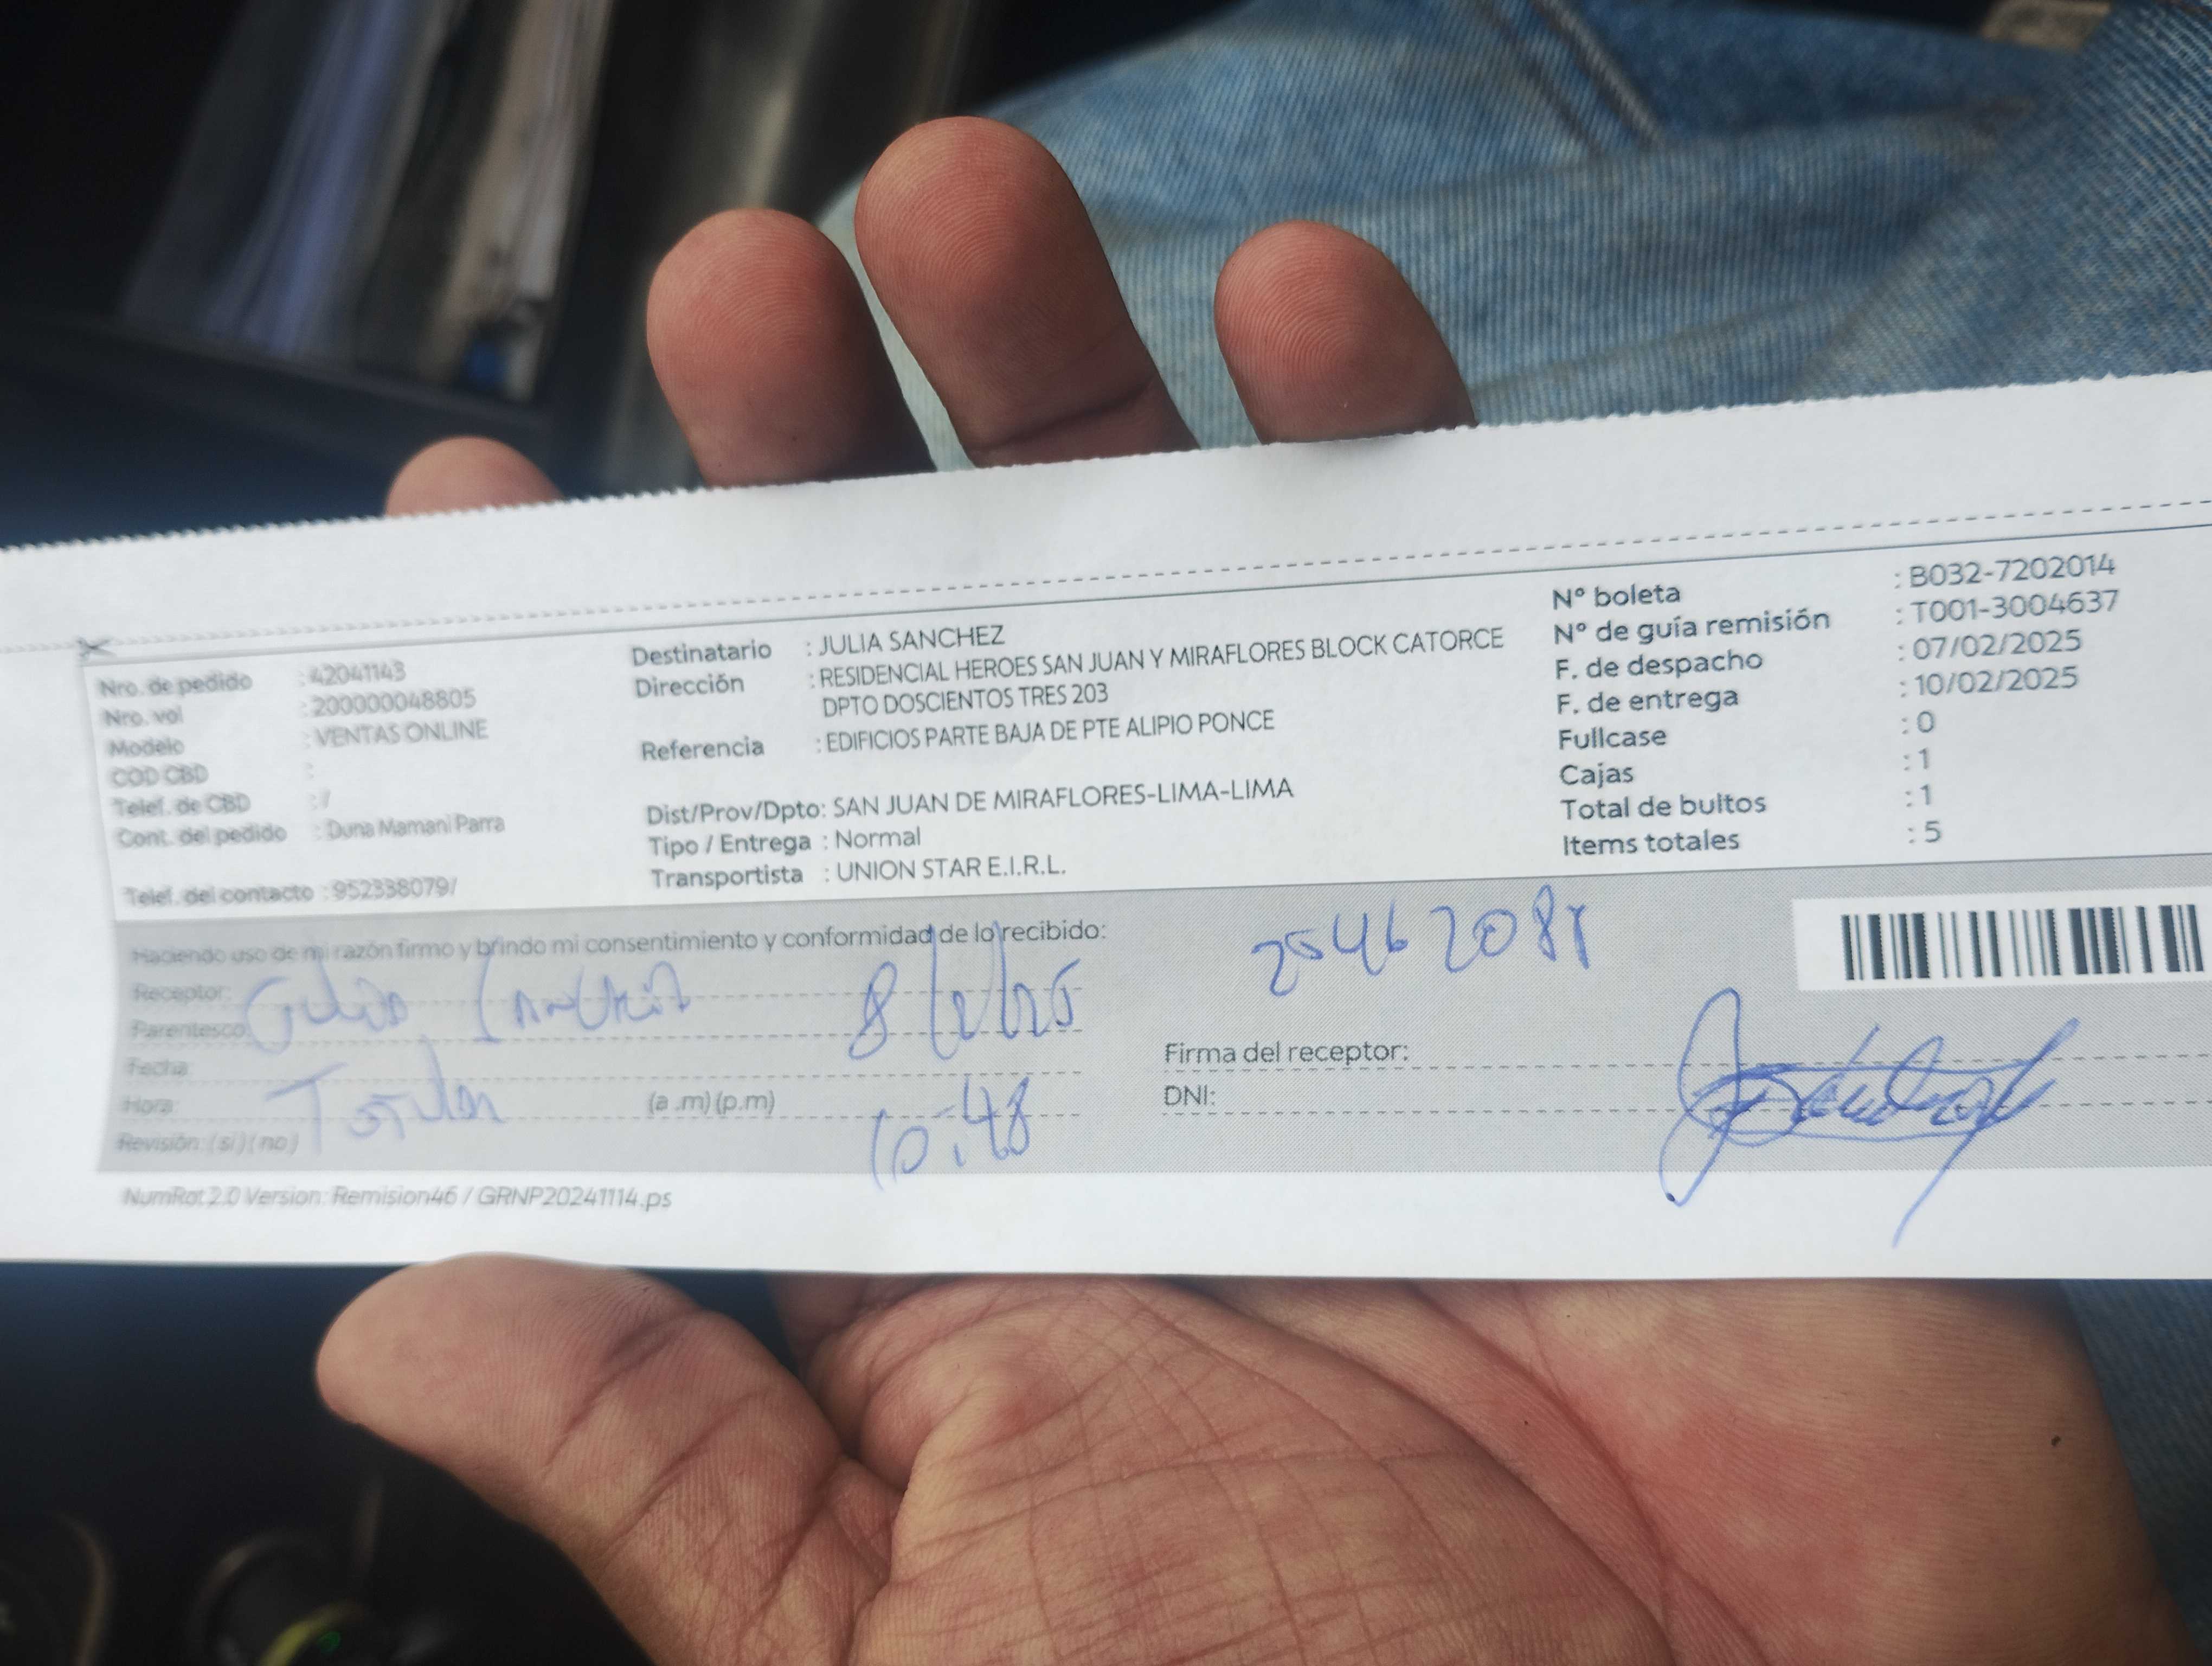 Nro. de pedido : 42041143
Nro. vol : 200000048805
Modelo : VENTAS ONLINE
COD CBD :
Telef. de CBD : /
Cont. del pedido : Duna Mamani Parra
Telef. del contacto : 952338079/
Destinatario : JULIA SANCHEZ
Dirección : RESIDENCIAL HEROES SAN JUAN Y MIRAFLORES BLOCK CATORCE
DPTO DOSCIENTOS TRES 203
Referencia : EDIFICIOS PARTE BAJA DE PTE ALIPIO PONCE
Dist/Prov/Dpto: SAN JUAN DE MIRAFLORES-LIMA-LIMA
Tipo / Entrega : Normal
Transportista : UNION STAR E.I.R.L.
N° boleta : B032-7202014
N° de guía remisión : T001-3004637
F. de despacho : 07/02/2025
F. de entrega : 10/02/2025
Fullcase : 0
Cajas : 1
Total de bultos : 1
Items totales : 5
Haciendo uso de mi razón firmo y brindo mi consentimiento y conformidad de lo recibido:
Receptor:
Parentesco:
8/2/25
Fecha:
Hora: (a .m) (p.m)
10:48
Revisión: ( si ) ( no )
Firma del receptor:
DNI:
NumRot 2.0 Version: Remision46 / GRNP20241114.ps